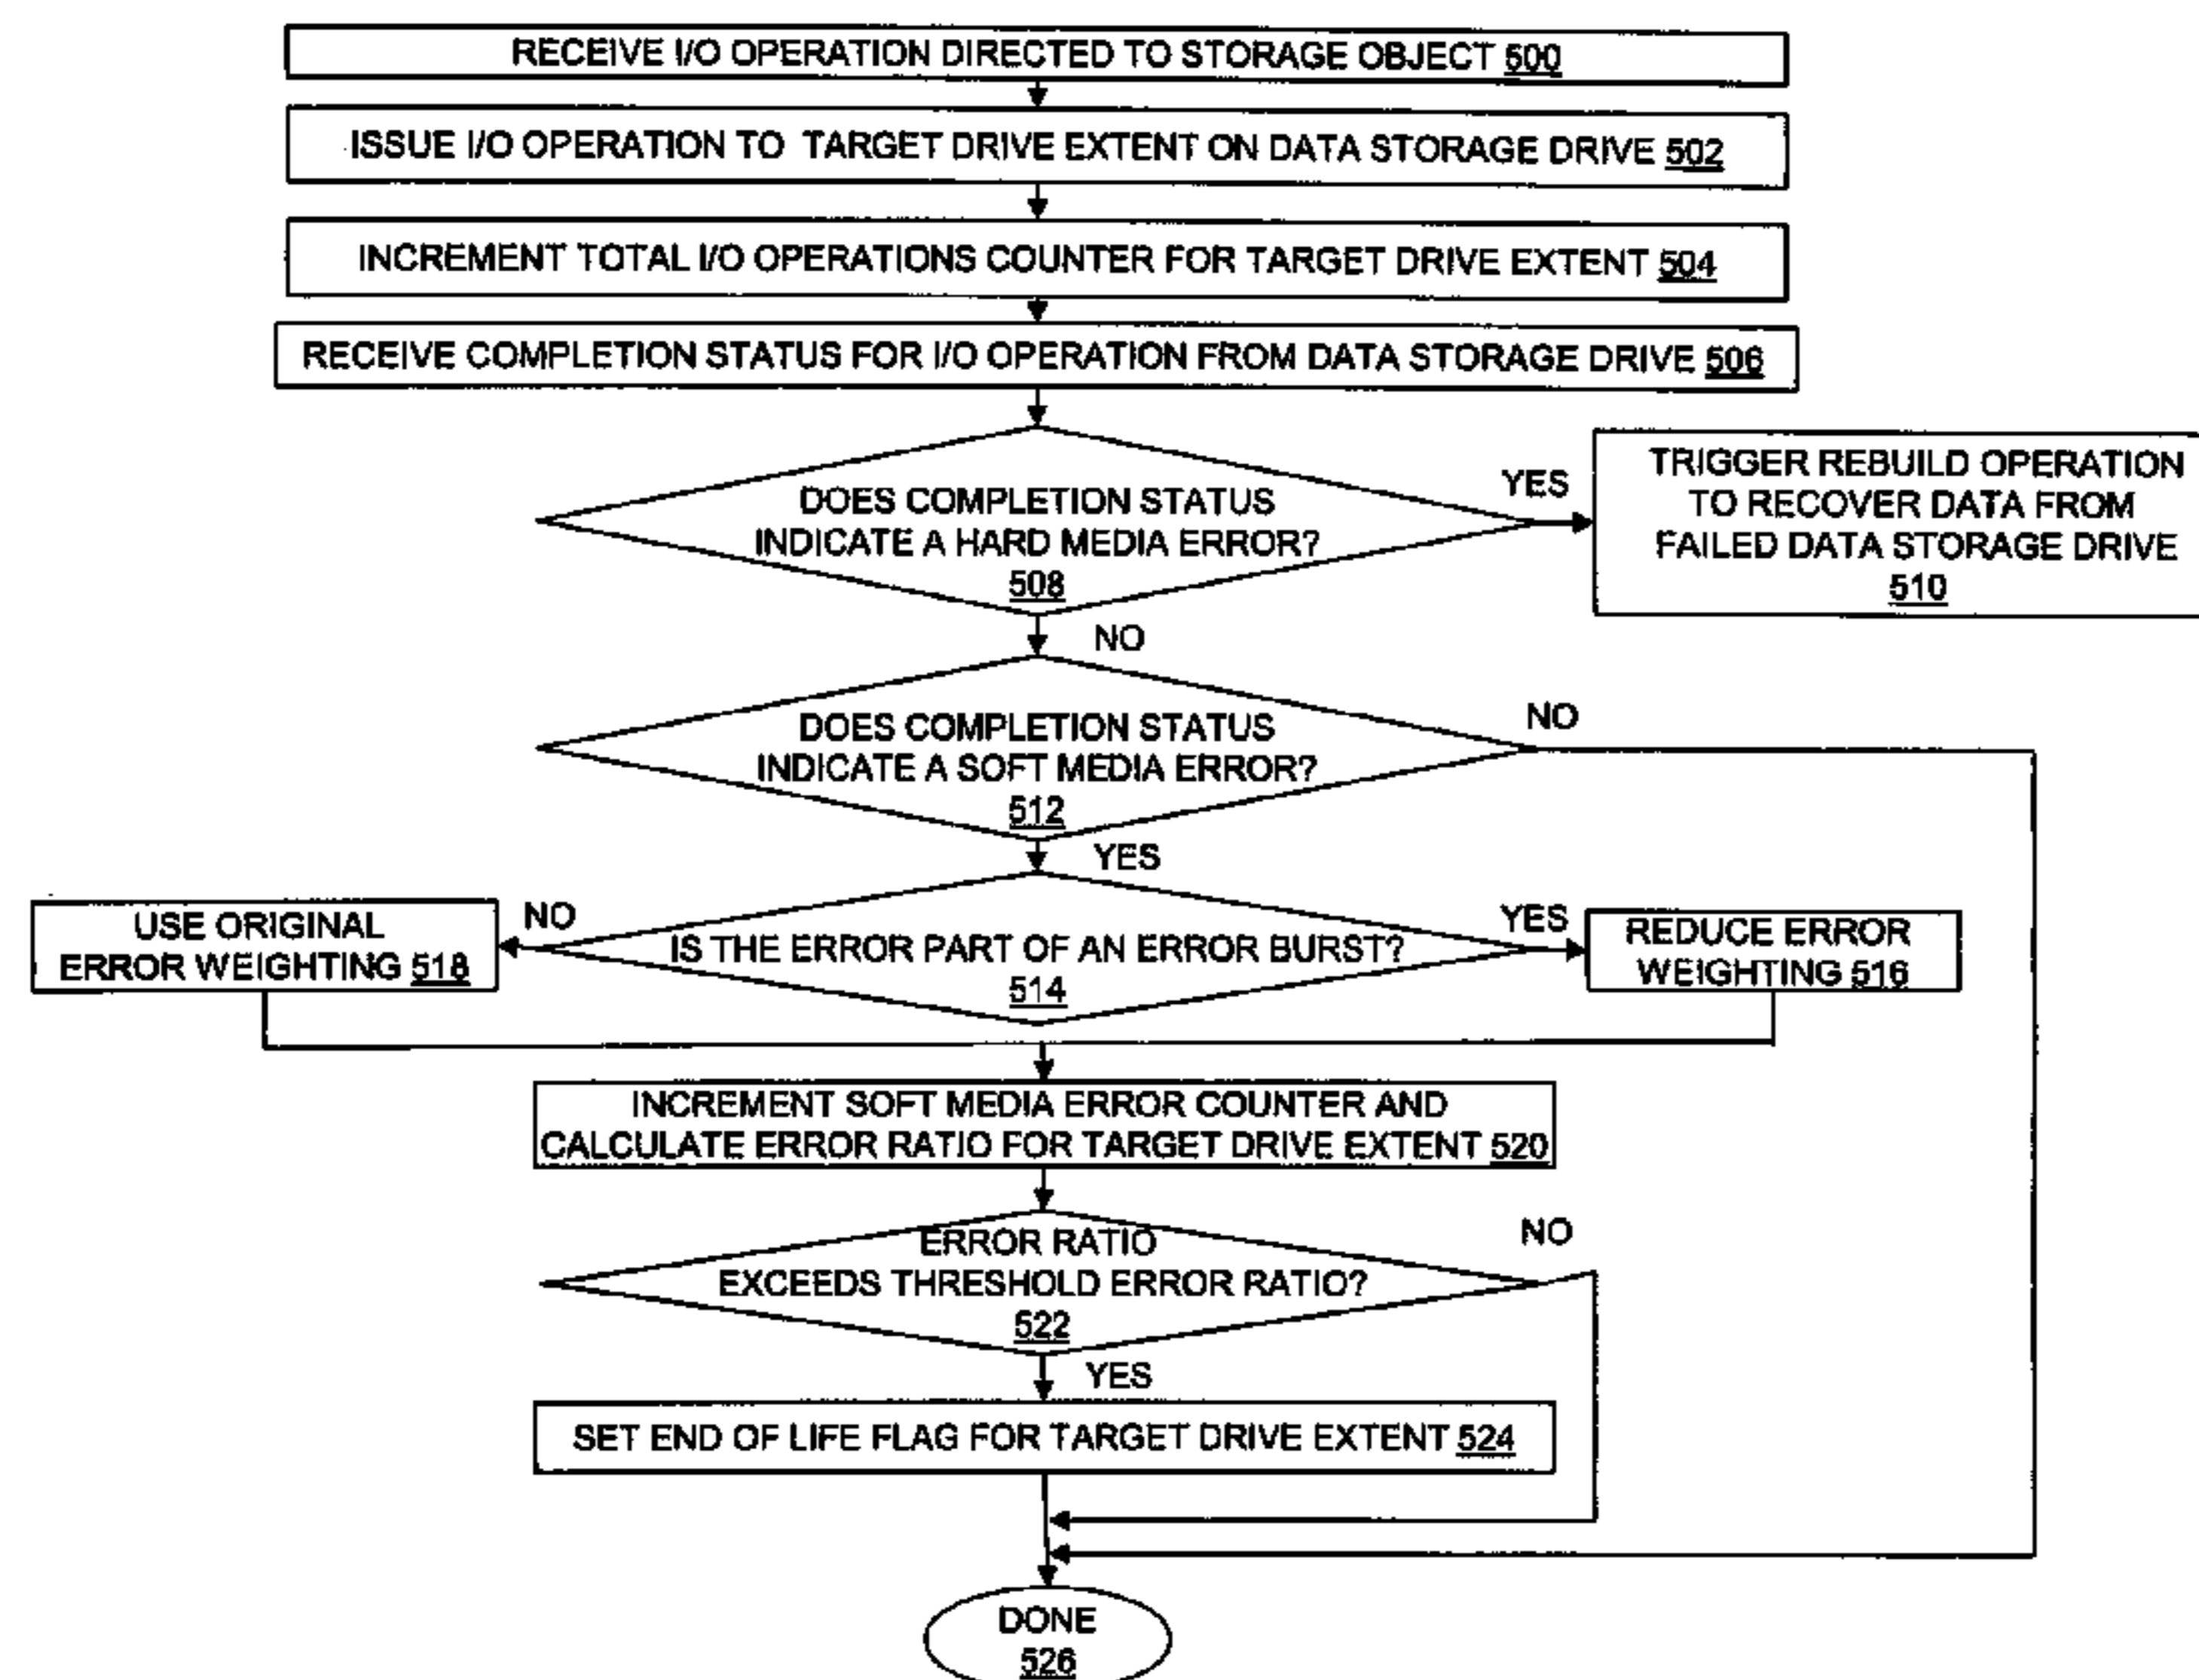 RECEIVE I/O OPERATION DIRECTED TO STORAGE OBJECT 500
ISSUE I/O OPERATION TO TARGET DRIVE EXTENT ON DATA STORAGE DRIVE 502
INCREMENT TOTAL I/O OPERATIONS COUNTER FOR TARGET DRIVE EXTENT 504
RECEIVE COMPLETION STATUS FOR I/O OPERATION FROM DATA STORAGE DRIVE 506
DOES COMPLETION STATUS
INDICATE A HARD MEDIA ERROR?
508
YES
TRIGGER REBUILD OPERATION
TO RECOVER DATA FROM
FAILED DATA STORAGE DRIVE
510
NO
DOES COMPLETION STATUS
INDICATE A SOFT MEDIA ERROR?
512
NO
YES
USE ORIGINAL
ERROR WEIGHTING 518
NO
IS THE ERROR PART OF AN ERROR BURST?
514
YES
REDUCE ERROR
WEIGHTING 516
INCREMENT SOFT MEDIA ERROR COUNTER AND
CALCULATE ERROR RATIO FOR TARGET DRIVE EXTENT 520
ERROR RATIO
EXCEEDS THRESHOLD ERROR RATIO?
522
NO
YES
SET END OF LIFE FLAG FOR TARGET DRIVE EXTENT 524
DONE
526